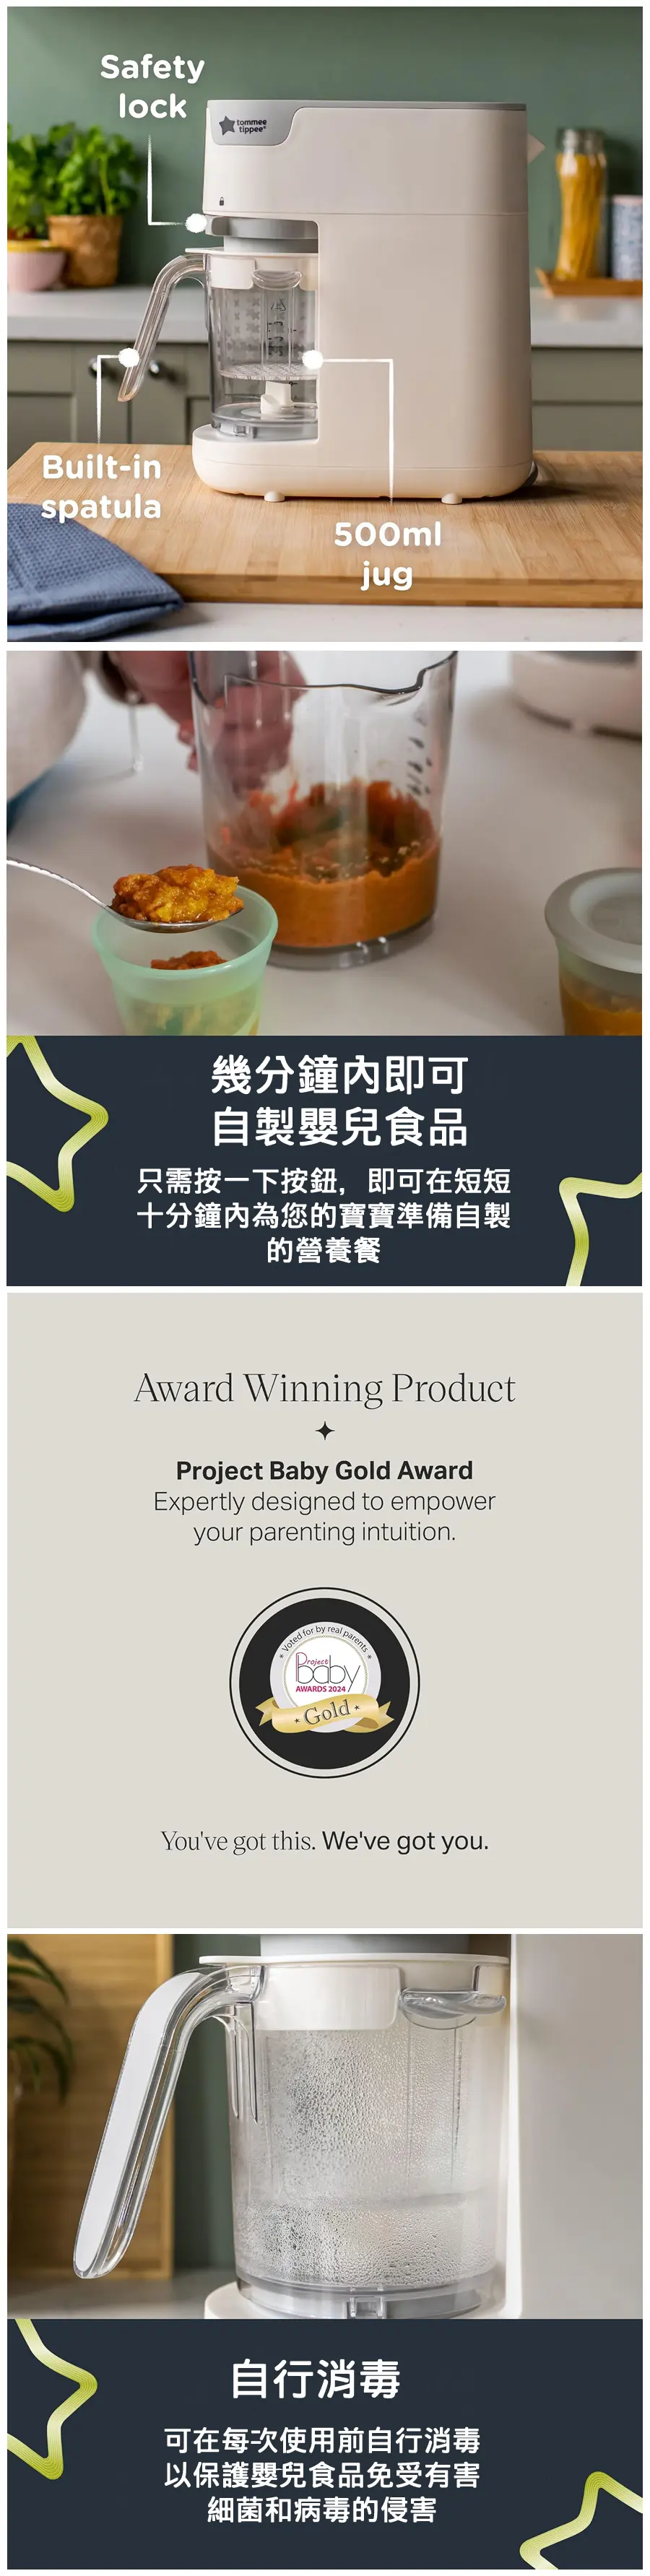 Safety
lock
tommee
tippee®
Built-in
spatula
500ml
jug
幾分鐘內即可
自製嬰兒食品
只需按一下按鈕，即可在短短
十分鐘內為您的寶寶準備自製
的營養餐
Award Winning Product
Project Baby Gold Award
Expertly designed to empower
your parenting intuition.
* Voted for by real parents *
Project
baby
AWARDS 2024
Gold
You've got this. We've got you.
自行消毒
可在每次使用前自行消毒
以保護嬰兒食品免受有害
細菌和病毒的侵害